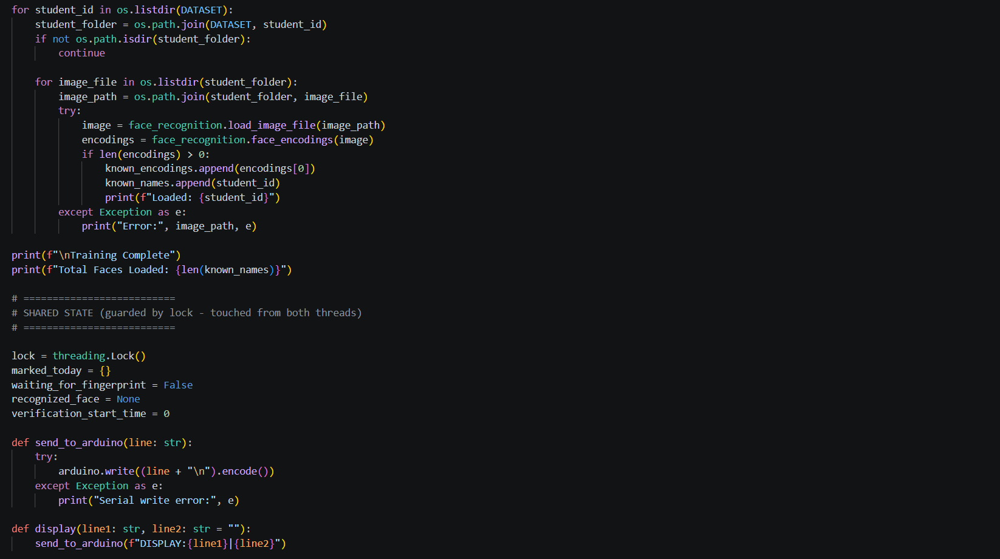 for student_id in os.listdir(DATASET):
    student_folder = os.path.join(DATASET, student_id)
    if not os.path.isdir(student_folder):
        continue

    for image_file in os.listdir(student_folder):
        image_path = os.path.join(student_folder, image_file)
        try:
            image = face_recognition.load_image_file(image_path)
            encodings = face_recognition.face_encodings(image)
            if len(encodings) > 0:
                known_encodings.append(encodings[0])
                known_names.append(student_id)
                print(f"Loaded: {student_id}")
        except Exception as e:
            print("Error:", image_path, e)

print(f"\nTraining Complete")
print(f"Total Faces Loaded: {len(known_names)}")

# ==========================
# SHARED STATE (guarded by lock - touched from both threads)
# ==========================

lock = threading.Lock()
marked_today = {}
waiting_for_fingerprint = False
recognized_face = None
verification_start_time = 0

def send_to_arduino(line: str):
    try:
        arduino.write((line + "\n").encode())
    except Exception as e:
        print("Serial write error:", e)

def display(line1: str, line2: str = ""):
    send_to_arduino(f"DISPLAY:{line1}|{line2}")